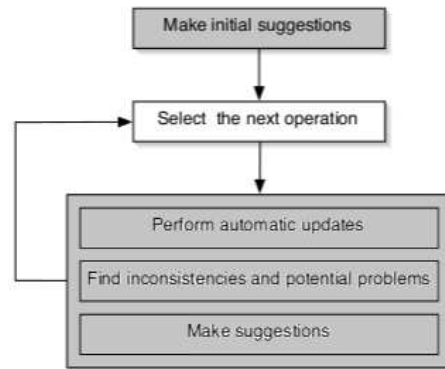 Make initial suggestions
Select the next operation
Perform automatic updates
Find inconsistencies and potential problems
Make suggestions